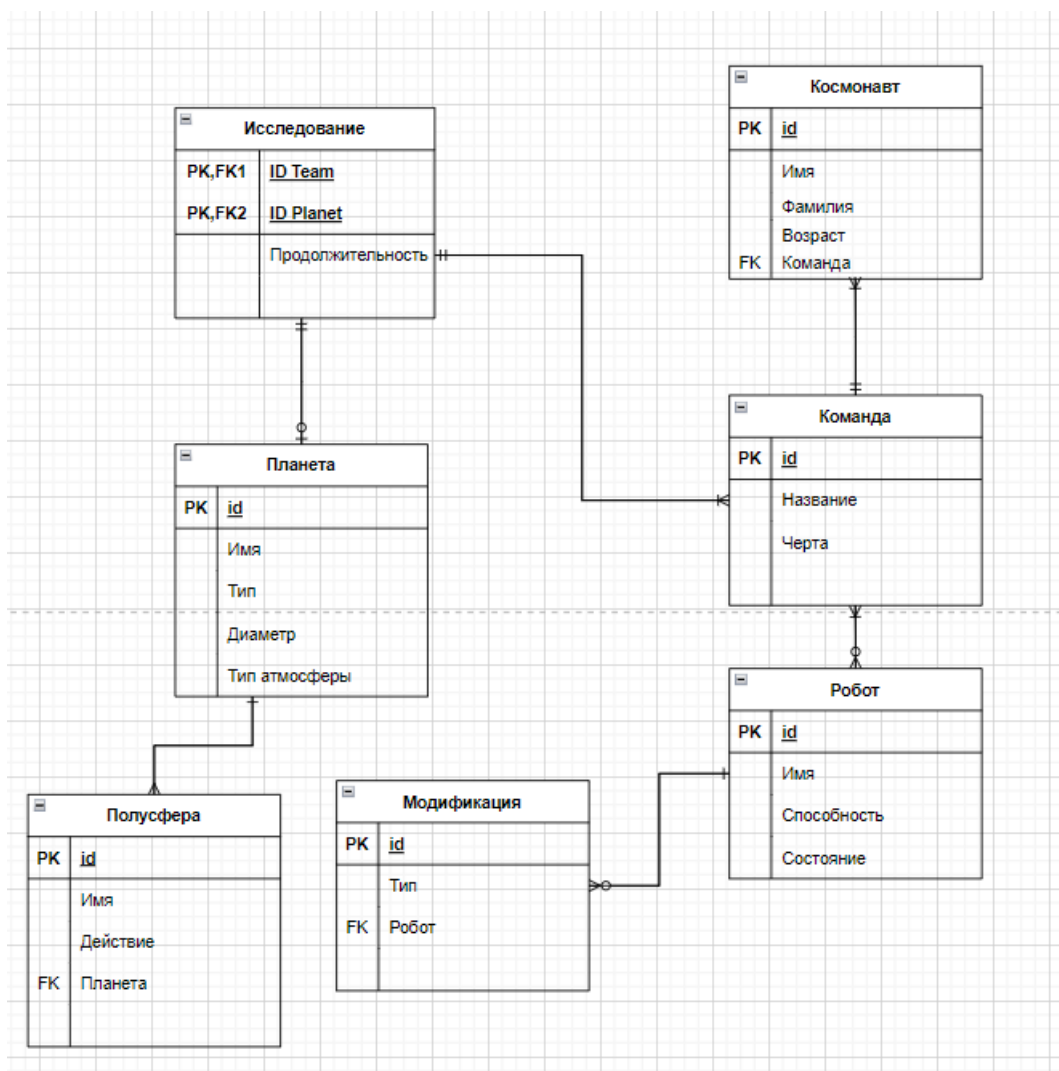 Исследование
PK,FK1 ID Team
PK,FK2 ID Planet
Продолжительность
Космонавт
PK id
Имя
Фамилия
Возраст
FK Команда
Команда
PK id
Название
Черта
Планета
PK id
Имя
Тип
Диаметр
Тип атмосферы
Робот
PK id
Имя
Способность
Состояние
Полусфера
PK id
Имя
Действие
FK Планета
Модификация
PK id
Тип
FK Робот